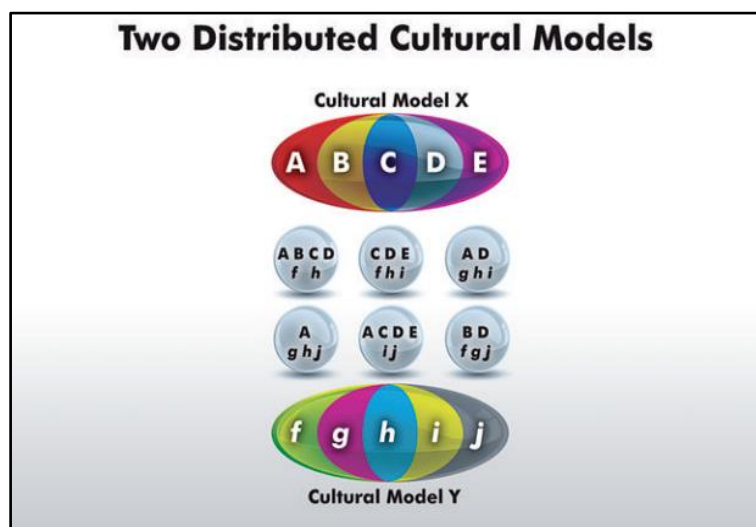 Two Distributed Cultural Models
Cultural Model X
A B C D E
A B C D
f h
C D E
f h i
A D
g h i
A
g h j
A C D E
i j
B D
f g j
f g h i j
Cultural Model Y